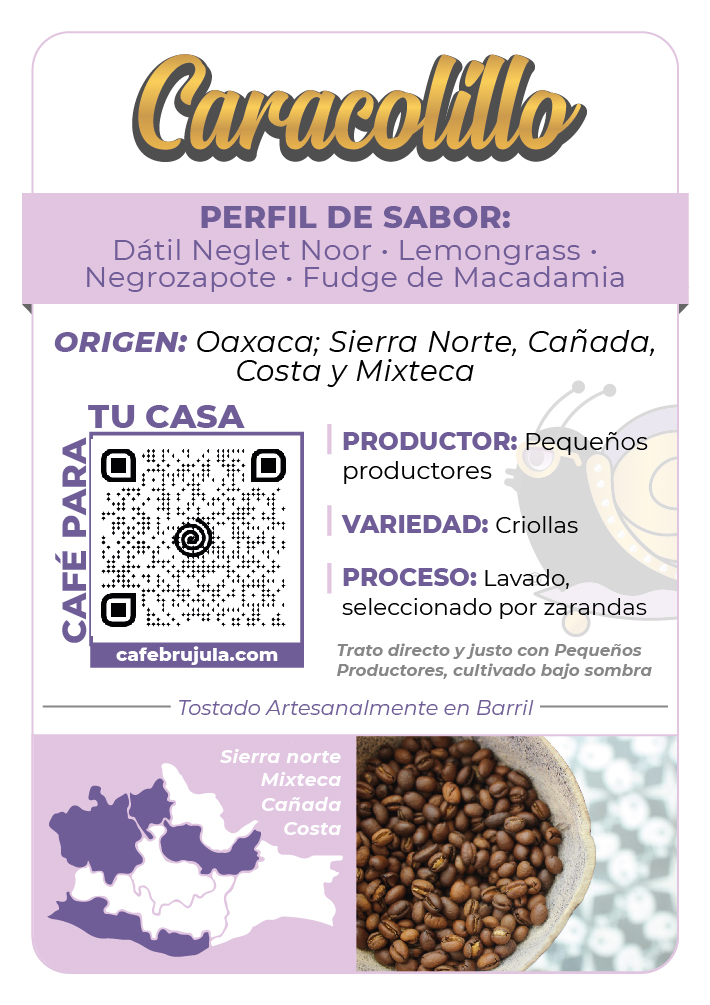 Caracolillo
PERFIL DE SABOR:
Dátil Neglet Noor · Lemongrass ·
Negrozapote · Fudge de Macadamia
ORIGEN: Oaxaca; Sierra Norte, Cañada,
Costa y Mixteca
TU CASA
CAFÉ PARA
cafebrujula.com
PRODUCTOR: Pequeños
productores
VARIEDAD: Criollas
PROCESO: Lavado,
seleccionado por zarandas
Trato directo y justo con Pequeños
Productores, cultivado bajo sombra
Tostado Artesanalmente en Barril
Sierra norte
Mixteca
Cañada
Costa